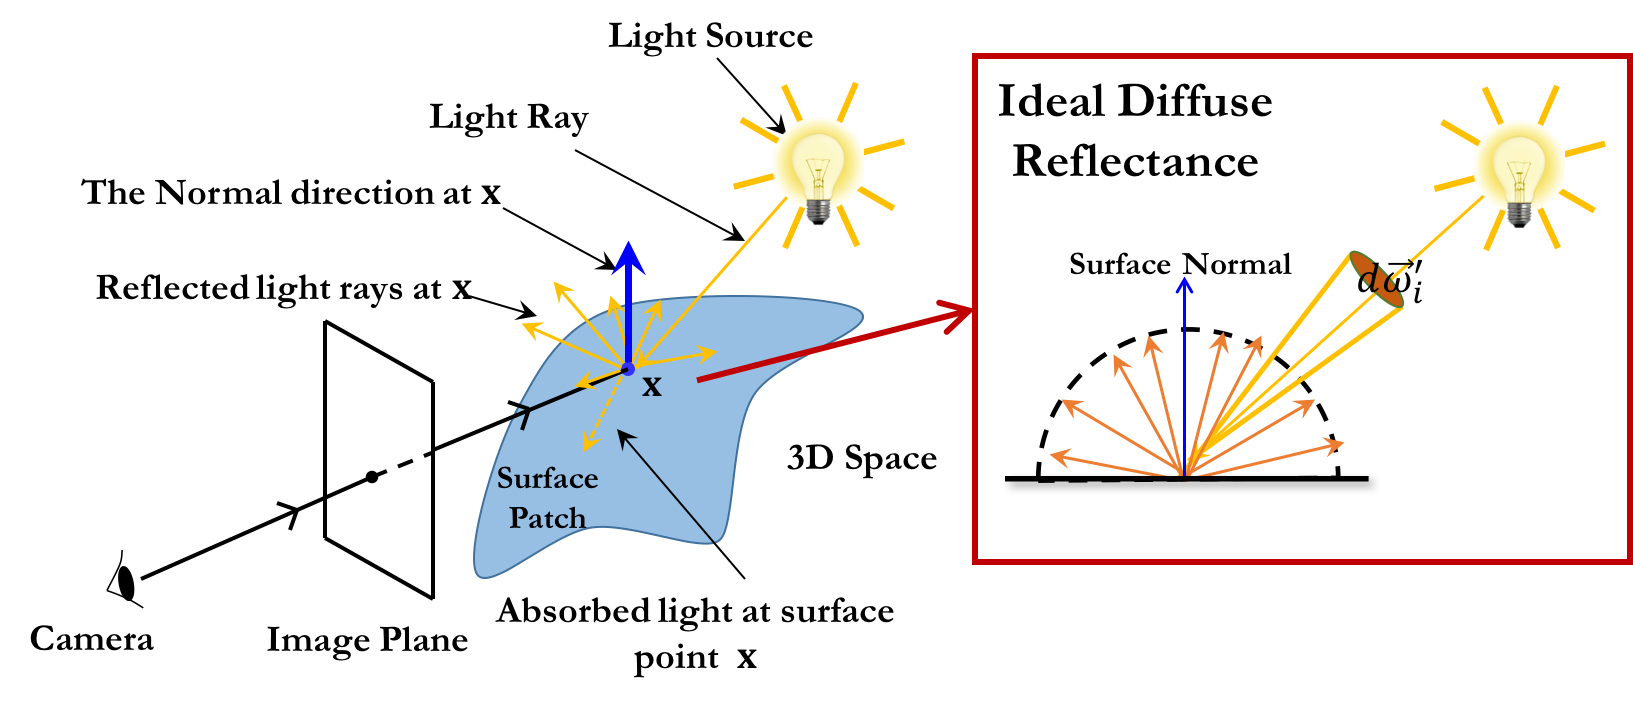 Light Source
Light Ray
The Normal direction at x
Reflected light rays at x
x
3D Space
Surface
Patch
Absorbed light at surface
point x
Camera
Image Plane
Ideal Diffuse
Reflectance
Surface Normal
$d\vec{\omega}_i'$